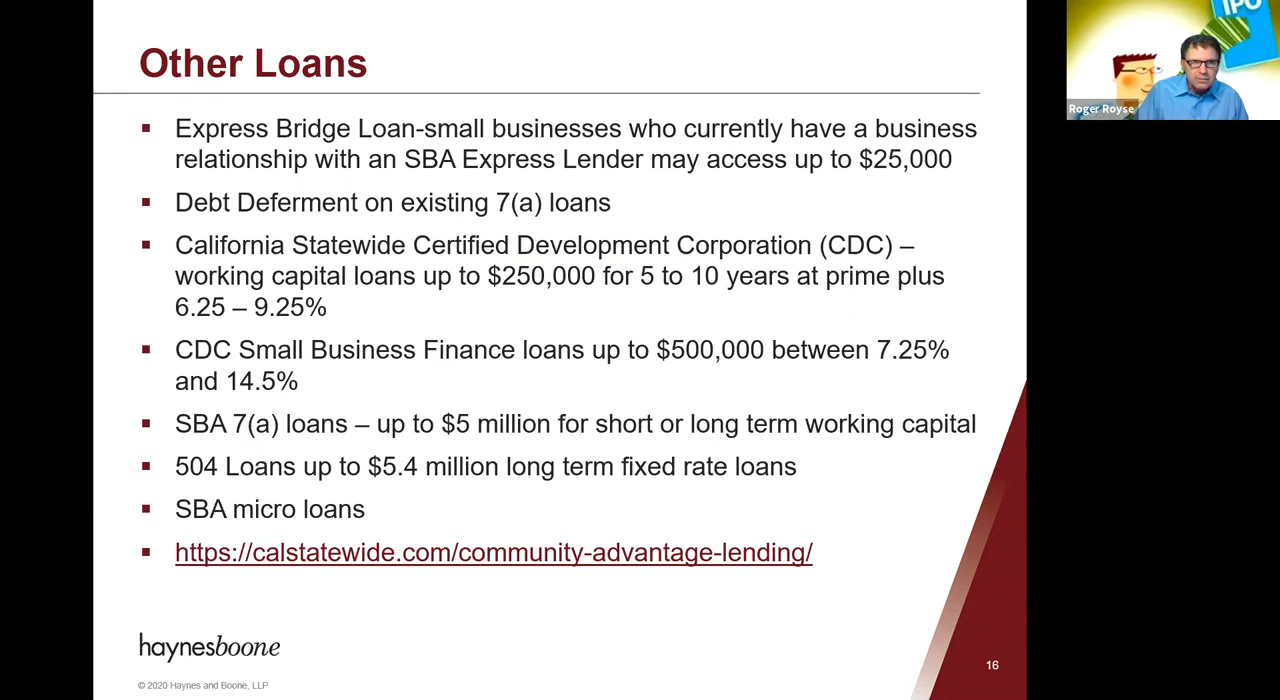 Other Loans
▪ Express Bridge Loan-small businesses who currently have a business
relationship with an SBA Express Lender may access up to $25,000
▪ Debt Deferment on existing 7(a) loans
▪ California Statewide Certified Development Corporation (CDC) –
working capital loans up to $250,000 for 5 to 10 years at prime plus
6.25 – 9.25%
▪ CDC Small Business Finance loans up to $500,000 between 7.25%
and 14.5%
▪ SBA 7(a) loans – up to $5 million for short or long term working capital
▪ 504 Loans up to $5.4 million long term fixed rate loans
▪ SBA micro loans
▪ https://calstatewide.com/community-advantage-lending/
haynesboone
© 2020 Haynes and Boone, LLP
16
IPO
Roger Royse